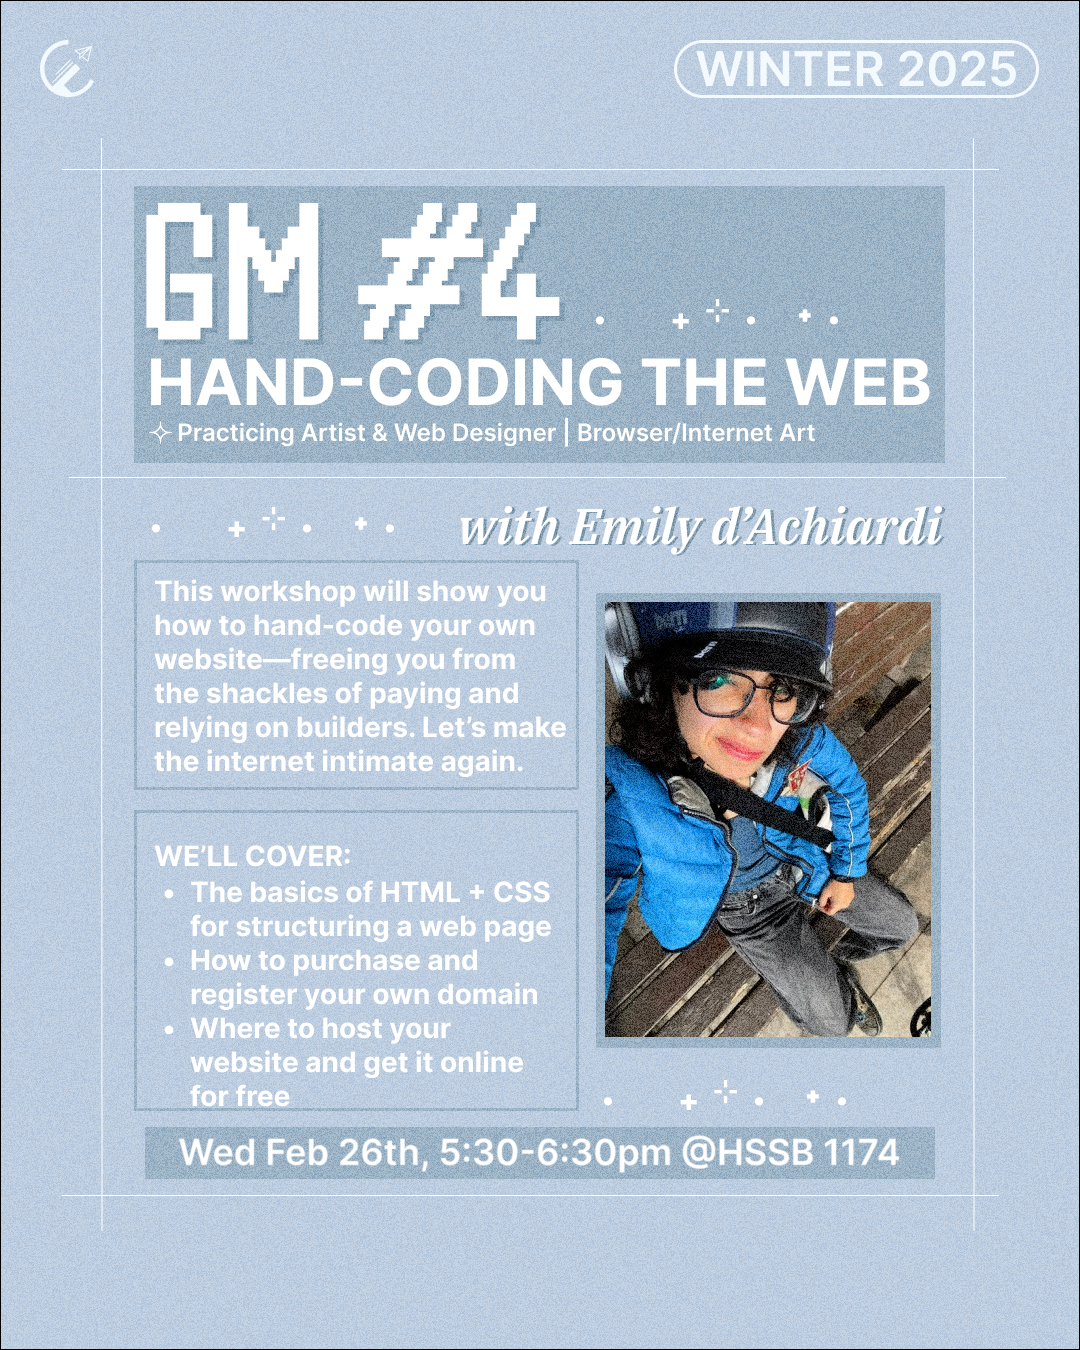 WINTER 2025
GM #4
HAND-CODING THE WEB
Practicing Artist & Web Designer | Browser/Internet Art
with Emily d’Achiardi
This workshop will show you
how to hand-code your own
website—freeing you from
the shackles of paying and
relying on builders. Let’s make
the internet intimate again.
WE’LL COVER:
• The basics of HTML + CSS
for structuring a web page
• How to purchase and
register your own domain
• Where to host your
website and get it online
for free
Wed Feb 26th, 5:30-6:30pm @HSSB 1174